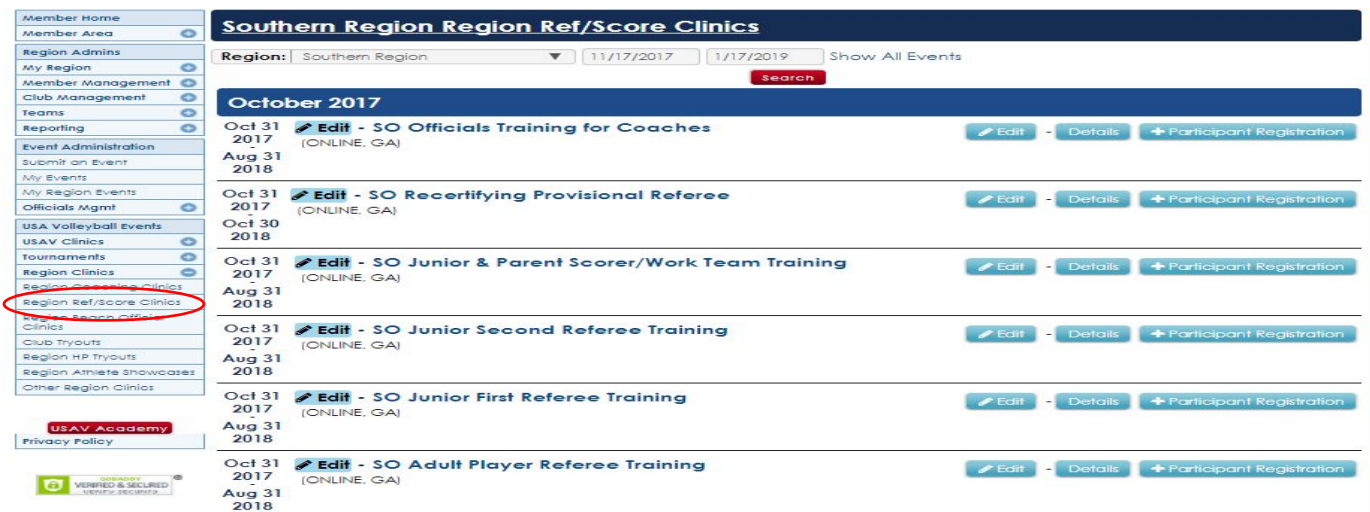 Member Home
Member Area
Region Admins
My Region
Member Management
Club Management
Teams
Reporting
Event Administration
Submit an Event
My Events
My Region Events
Officials Mgmt
USA Volleyball Events
USAV Clinics
Tournaments
Region Clinics
Region Coaching Clinics
Region Ref/Score Clinics
Region Beach Official
Clinics
Club Tryouts
Region HP Tryouts
Region Athlete Showcases
Other Region Clinics
USAV Academy
Privacy Policy
GODADDY
VERIFIED & SECURED
VERIFY SECURITY
Southern Region Region Ref/Score Clinics
Region: Southern Region 11/17/2017 1/17/2019 Show All Events
Search
October 2017
Oct 31 2017 - Aug 31 2018
Edit - SO Officials Training for Coaches Edit - Details + Participant Registration
(ONLINE, GA)
Oct 31 2017 - Oct 30 2018
Edit - SO Recertifying Provisional Referee Edit - Details + Participant Registration
(ONLINE, GA)
Oct 31 2017 - Aug 31 2018
Edit - SO Junior & Parent Scorer/Work Team Training Edit - Details + Participant Registration
(ONLINE, GA)
Oct 31 2017 - Aug 31 2018
Edit - SO Junior Second Referee Training Edit - Details + Participant Registration
(ONLINE, GA)
Oct 31 2017 - Aug 31 2018
Edit - SO Junior First Referee Training Edit - Details + Participant Registration
(ONLINE, GA)
Oct 31 2017 - Aug 31 2018
Edit - SO Adult Player Referee Training Edit - Details + Participant Registration
(ONLINE, GA)